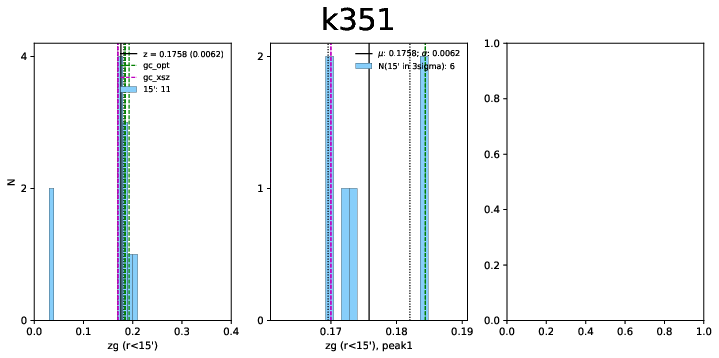 k351
z = 0.1758 (0.0062)
gc_opt
gc_xsz
15': 11
N
4
2
0
0.0 0.1 0.2 0.3 0.4
zg (r<15')
μ: 0.1758; σ: 0.0062
N(15' in 3sigma): 6
2
1
0
0.17 0.18 0.19
zg (r<15'), peak1
1.0
0.8
0.6
0.4
0.2
0.0
0.0 0.2 0.4 0.6 0.8 1.0